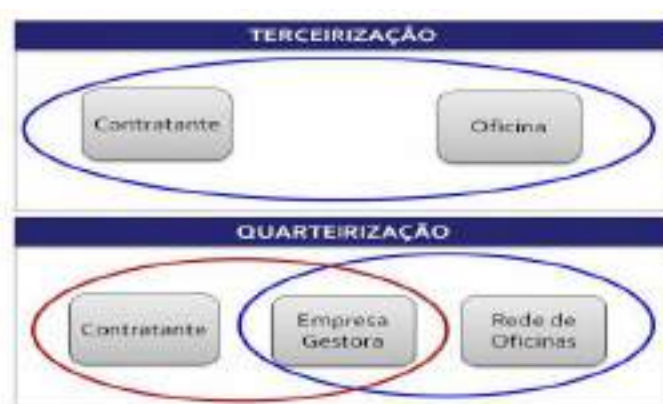 TERCEIRIZAÇÃO
Contratante
Oficina
QUARTEIRIZAÇÃO
Contratante
Empresa
Gestora
Rede de
Oficinas